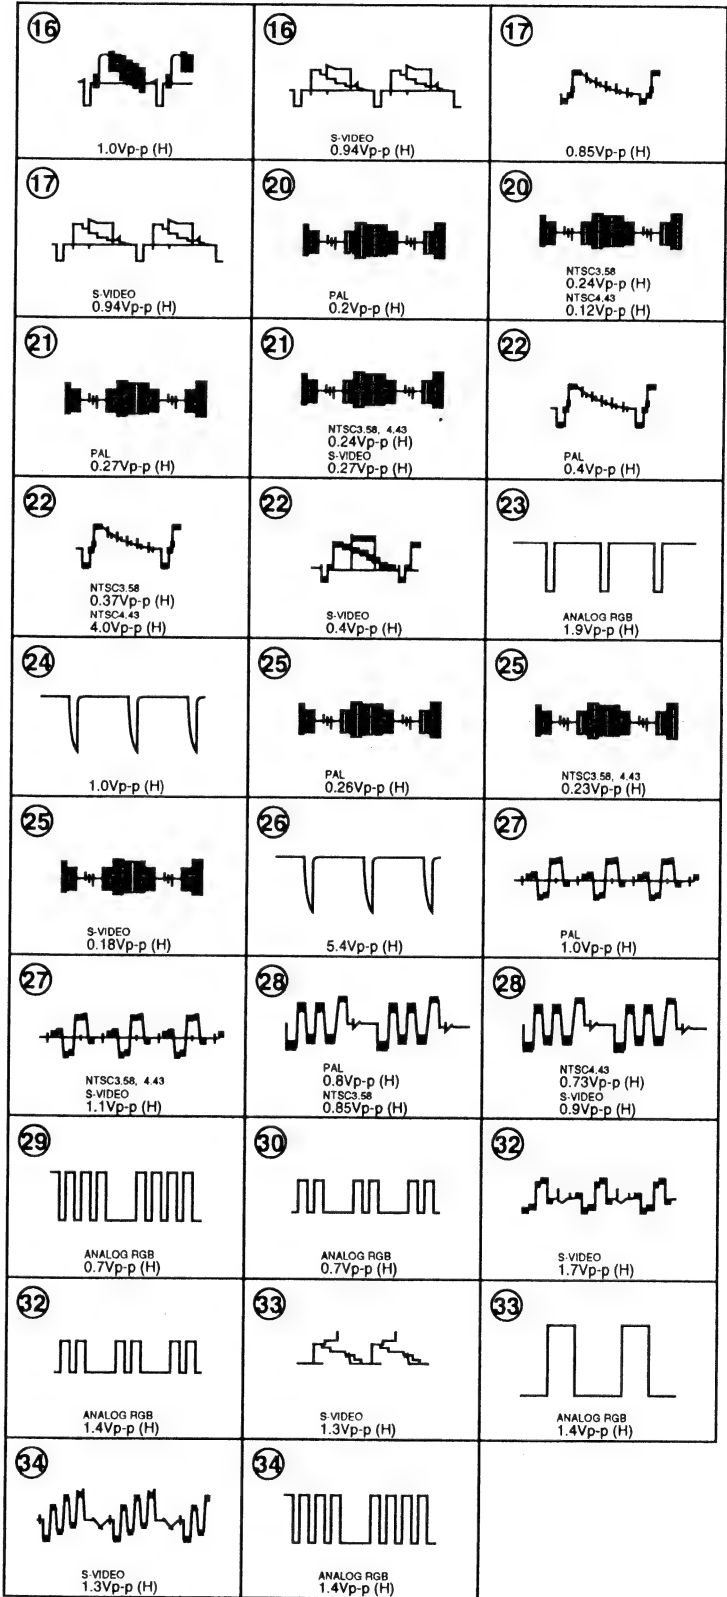 16
1.0Vp-p (H)
16
S-VIDEO
0.94Vp-p (H)
17
0.85Vp-p (H)
17
S-VIDEO
0.94Vp-p (H)
20
PAL
0.2Vp-p (H)
20
NTSC3.58
0.24Vp-p (H)
NTSC4.43
0.12Vp-p (H)
21
PAL
0.27Vp-p (H)
21
NTSC3.58, 4.43
0.24Vp-p (H)
S-VIDEO
0.27Vp-p (H)
22
PAL
0.4Vp-p (H)
22
NTSC3.58
0.37Vp-p (H)
NTSC4.43
4.0Vp-p (H)
22
S-VIDEO
0.4Vp-p (H)
23
ANALOG RGB
1.9Vp-p (H)
24
1.0Vp-p (H)
25
PAL
0.26Vp-p (H)
25
NTSC3.58, 4.43
0.23Vp-p (H)
25
S-VIDEO
0.18Vp-p (H)
26
5.4Vp-p (H)
27
PAL
1.0Vp-p (H)
27
NTSC3.58, 4.43
S-VIDEO
1.1Vp-p (H)
28
PAL
0.8Vp-p (H)
NTSC3.58
0.85Vp-p (H)
28
NTSC4.43
0.73Vp-p (H)
S-VIDEO
0.9Vp-p (H)
29
ANALOG RGB
0.7Vp-p (H)
30
ANALOG RGB
0.7Vp-p (H)
32
S-VIDEO
1.7Vp-p (H)
32
ANALOG RGB
1.4Vp-p (H)
33
S-VIDEO
1.3Vp-p (H)
33
ANALOG RGB
1.4Vp-p (H)
34
S-VIDEO
1.3Vp-p (H)
34
ANALOG RGB
1.4Vp-p (H)